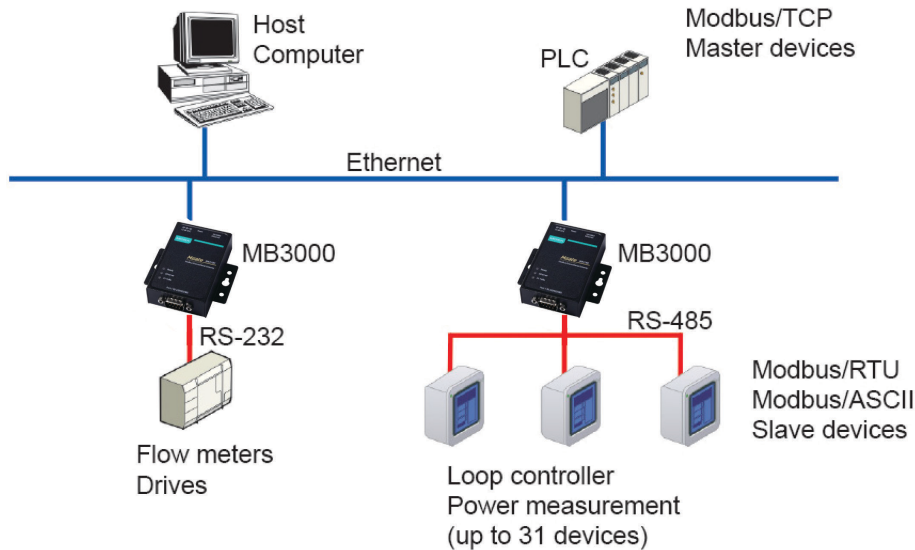 Host
Computer
Modbus/TCP
Master devices
PLC
Ethernet
MB3000
MB3000
RS-232
RS-485
Modbus/RTU
Modbus/ASCII
Slave devices
Flow meters
Drives
Loop controller
Power measurement
(up to 31 devices)